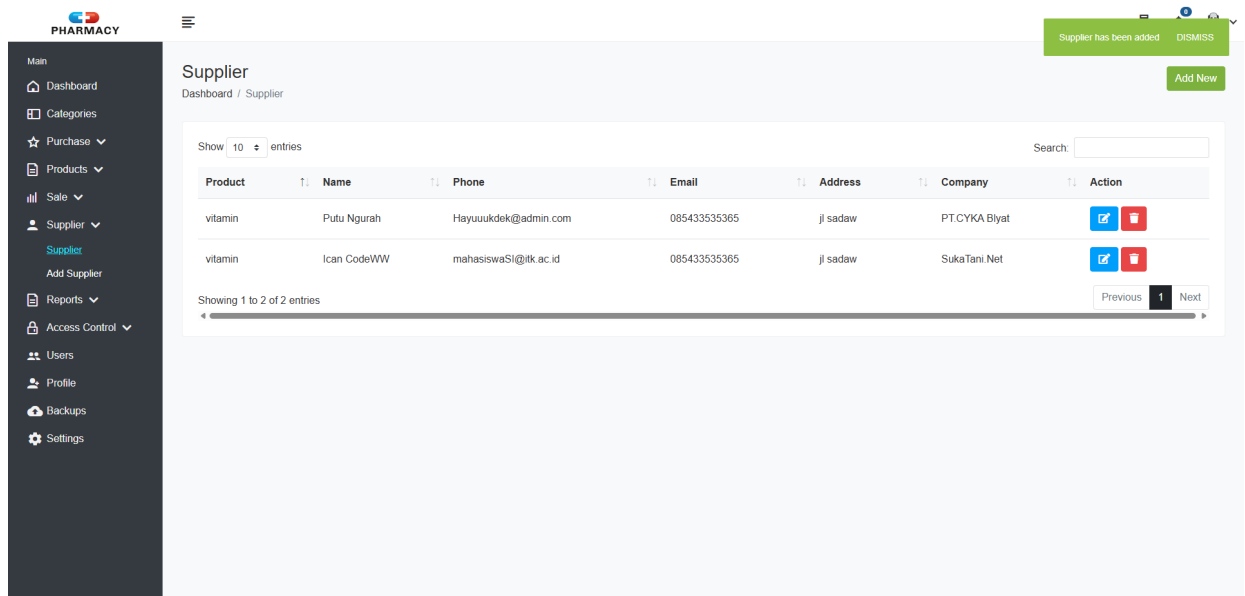 PHARMACY
0
Supplier has been added DISMISS
Main
Dashboard
Categories
Purchase
Products
Sale
Supplier
Supplier
Add Supplier
Reports
Access Control
Users
Profile
Backups
Settings
Supplier
Dashboard / Supplier
Add New
Show 10 entries
Search:
Product Name Phone Email Address Company Action
vitamin Putu Ngurah Hayuuukdek@admin.com 085433535365 jl sadaw PT.CYKA Blyat
vitamin Ican CodeWW mahasiswaSI@itk.ac.id 085433535365 jl sadaw SukaTani.Net
Showing 1 to 2 of 2 entries
Previous 1 Next